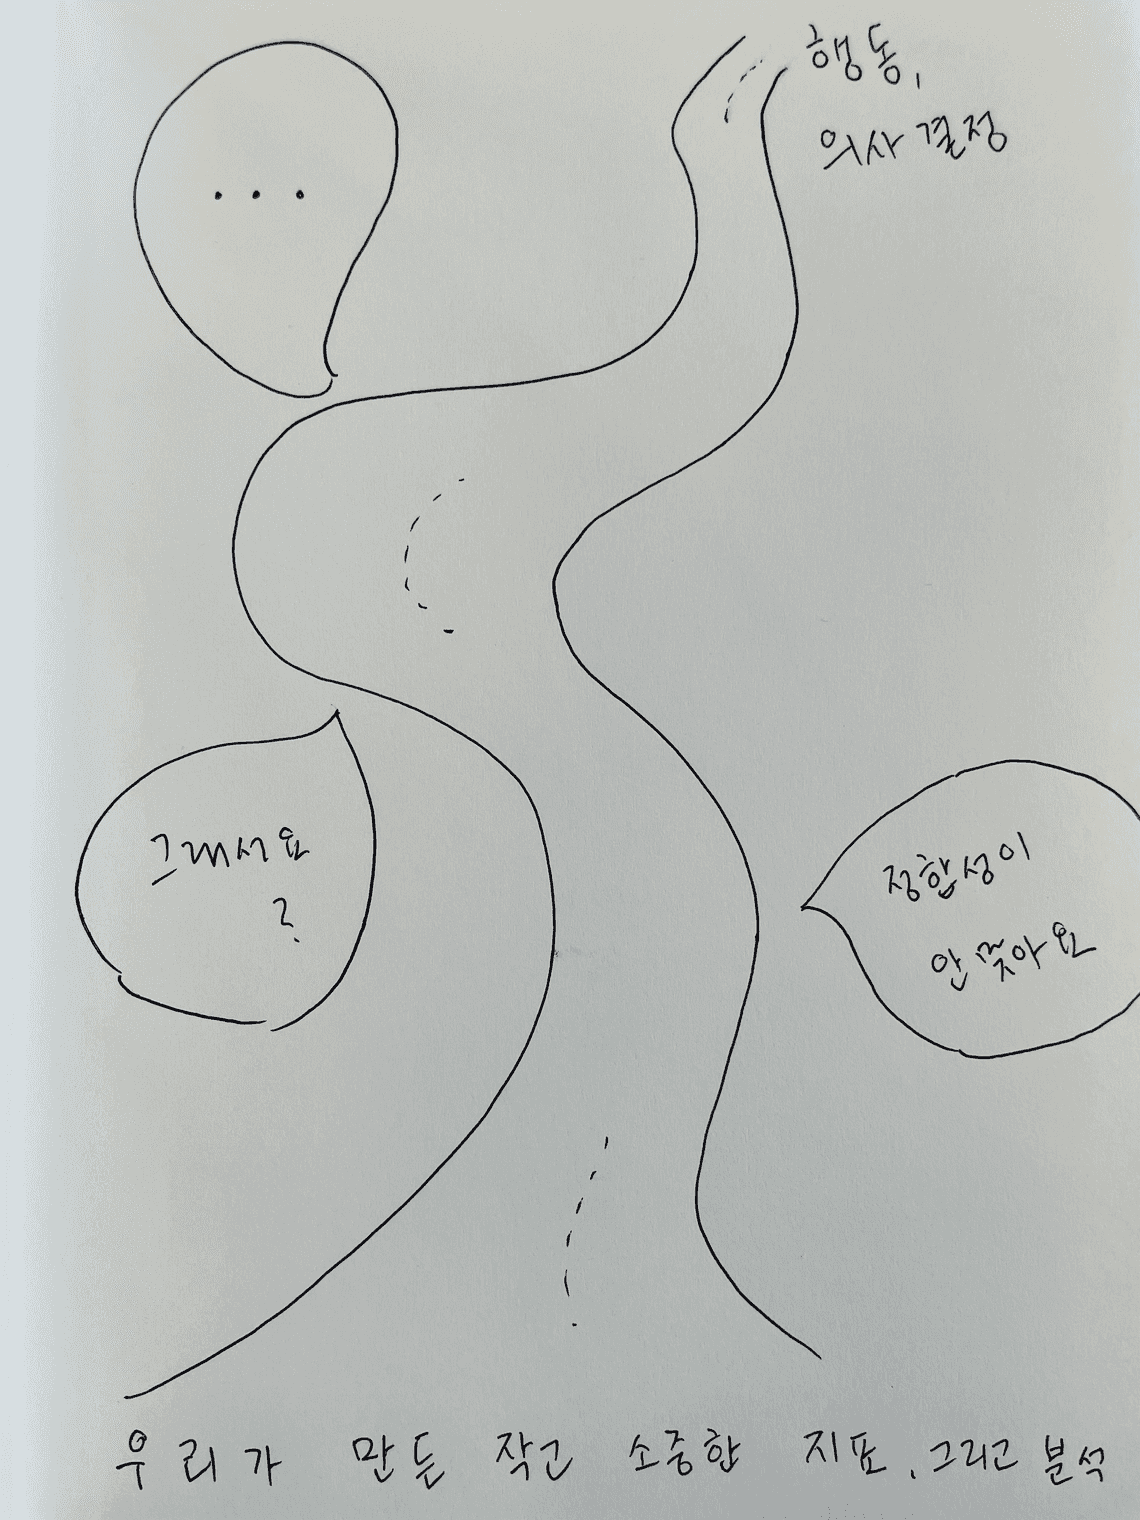 행동,
의사결정
...
그래서요
?
정합성이
안 맞아요
우리가 만든 작고 소중한 지표, 그리고 분석